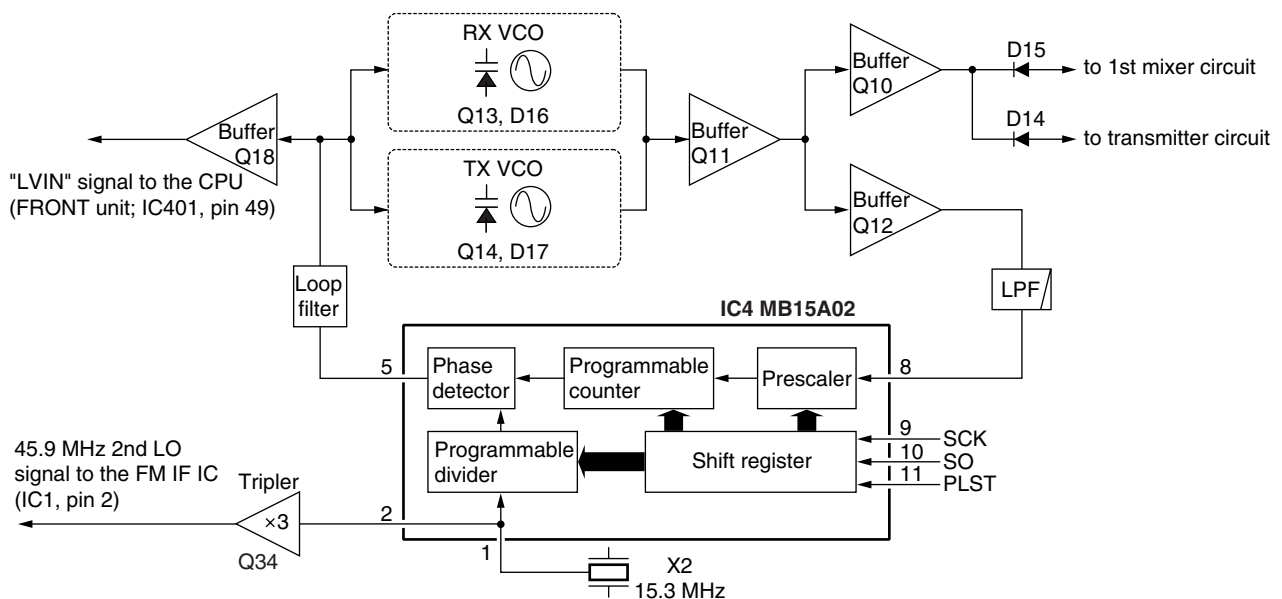 RX VCO
Q13, D16
TX VCO
Q14, D17
Buffer
Q18
"LVIN" signal to the CPU
(FRONT unit; IC401, pin 49)
Buffer
Q11
Buffer
Q10
Buffer
Q12
D15
to 1st mixer circuit
D14
to transmitter circuit
Loop
filter
LPF
IC4 MB15A02
5
Phase
detector
Programmable
counter
Prescaler
8
Programmable
divider
Shift register
9
SCK
10
SO
11
PLST
45.9 MHz 2nd LO
signal to the FM IF IC
(IC1, pin 2)
Tripler
×3
Q34
2
1
X2
15.3 MHz